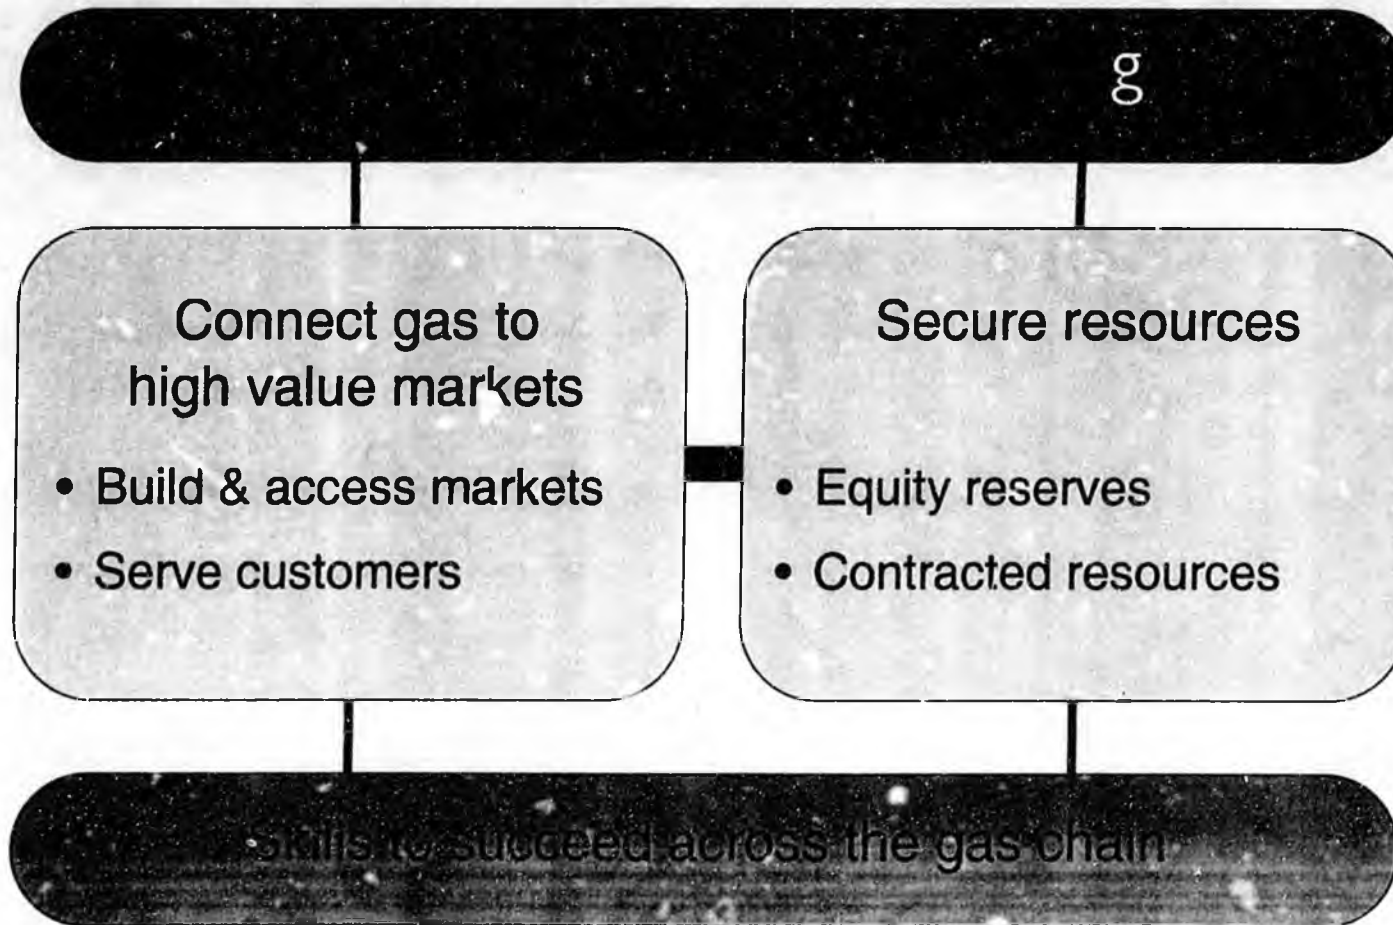 g
Connect gas to
high value markets
• Build & access markets
• Serve customers
Secure resources
• Equity reserves
• Contracted resources
Skills to succeed across the gas chain